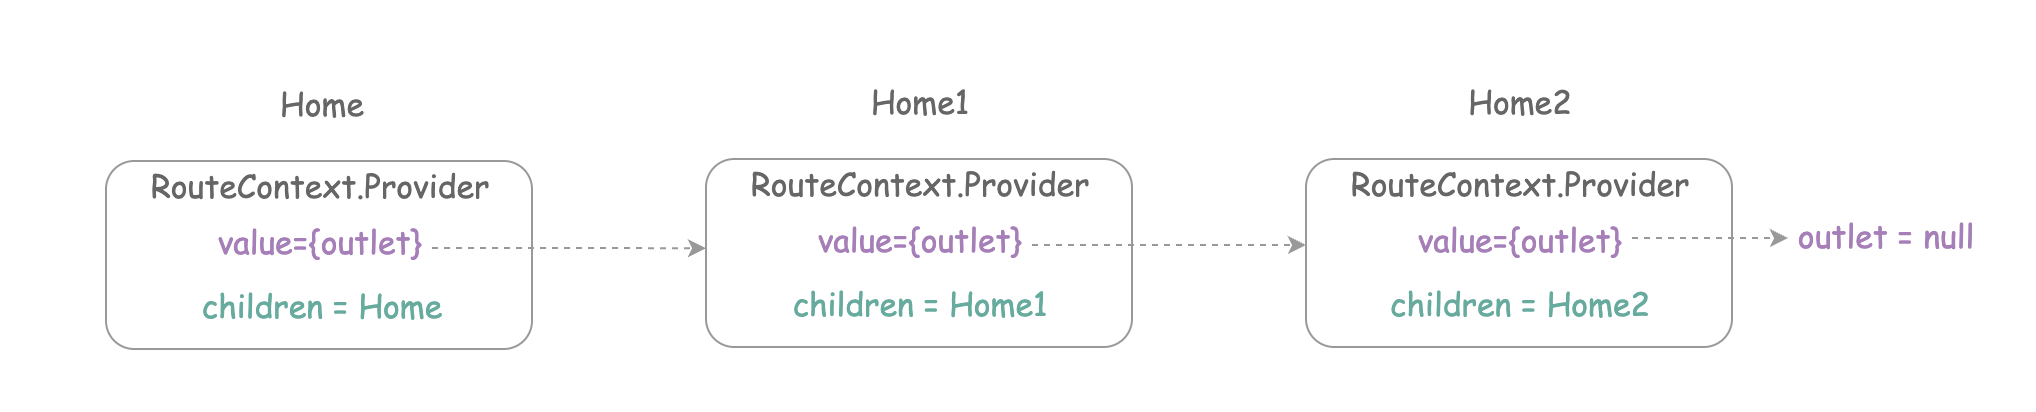 Home
RouteContext.Provider
value={outlet}
children = Home
Home1
RouteContext.Provider
value={outlet}
children = Home1
Home2
RouteContext.Provider
value={outlet}
children = Home2
outlet = null